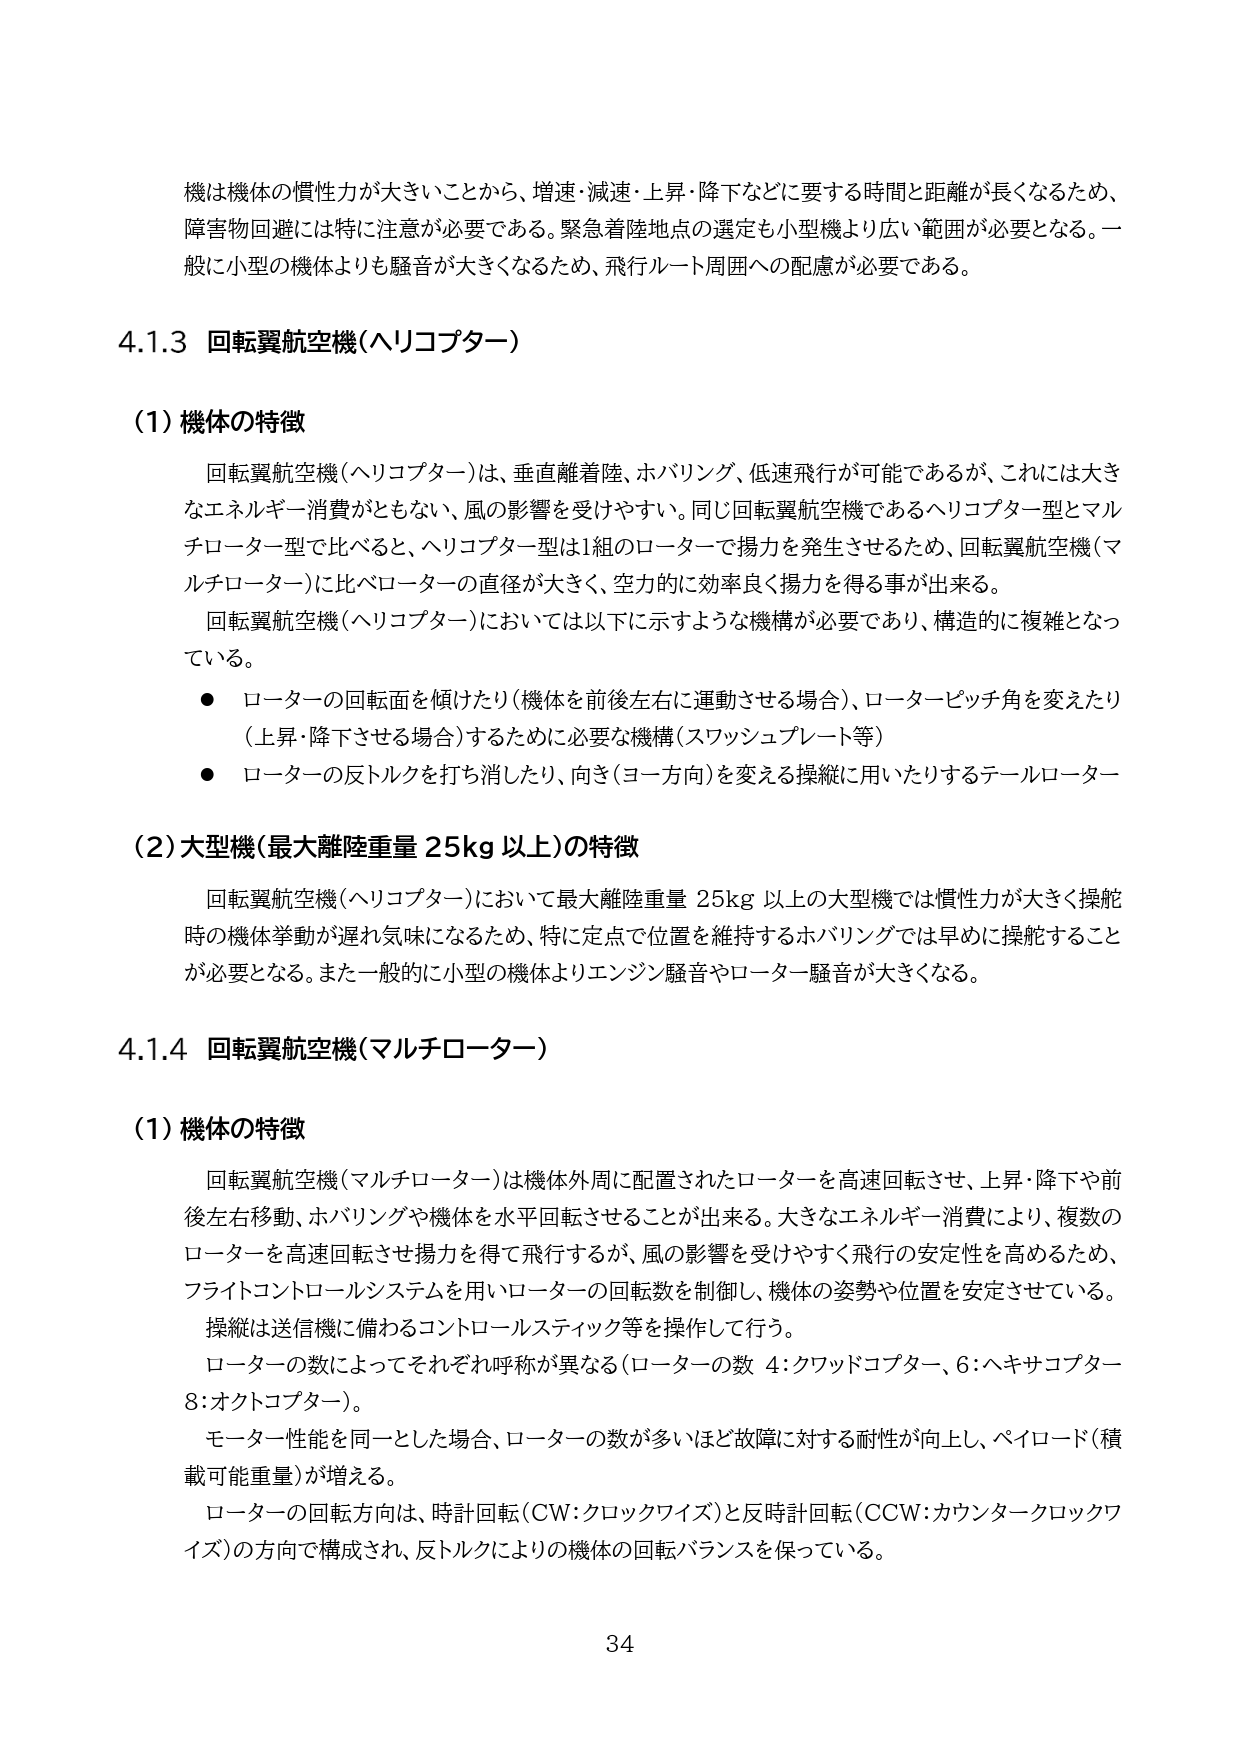 機は機体の慣性力が大きいことから、増速・減速・上昇・降下などに要する時間と距離が長くなるため、
障害物回避には特に注意が必要である。緊急着陸地点の選定も小型機より広い範囲が必要となる。一
般に小型の機体よりも騒音が大きくなるため、飛行ルート周囲への配慮が必要である。
4.1.3 回転翼航空機(ヘリコプター)
(1) 機体の特徴
回転翼航空機(ヘリコプター)は、垂直離着陸、ホバリング、低速飛行が可能であるが、これには大き
なエネルギー消費がともない、風の影響を受けやすい。同じ回転翼航空機であるヘリコプター型とマル
チローター型で比べると、ヘリコプター型は1組のローターで揚力を発生させるため、回転翼航空機(マ
ルチローター)に比べローターの直径が大きく、空力的に効率良く揚力を得る事が出来る。
回転翼航空機(ヘリコプター)においては以下に示すような機構が必要であり、構造的に複雑となっ
ている。
● ローターの回転面を傾けたり(機体を前後左右に運動させる場合)、ローターピッチ角を変えたり
(上昇・降下させる場合)するために必要な機構(スワッシュプレート等)
● ローターの反トルクを打ち消したり、向き(ヨー方向)を変える操縦に用いたりするテールローター
(2) 大型機(最大離陸重量 25kg 以上)の特徴
回転翼航空機(ヘリコプター)において最大離陸重量 25kg 以上の大型機では慣性力が大きく操舵
時の機体挙動が遅れ気味になるため、特に定点で位置を維持するホバリングでは早めに操舵すること
が必要となる。また一般的に小型の機体よりエンジン騒音やローター騒音が大きくなる。
4.1.4 回転翼航空機(マルチローター)
(1) 機体の特徴
回転翼航空機(マルチローター)は機体外周に配置されたローターを高速回転させ、上昇・降下や前
後左右移動、ホバリングや機体を水平回転させることが出来る。大きなエネルギー消費により、複数の
ローターを高速回転させ揚力を得て飛行するが、風の影響を受けやすく飛行の安定性を高めるため、
フライトコントロールシステムを用いローターの回転数を制御し、機体の姿勢や位置を安定させている。
操縦は送信機に備わるコントロールスティック等を操作して行う。
ローターの数によってそれぞれ呼称が異なる(ローターの数 4:クワッドコプター、6:ヘキサコプター
8:オクトコプター)。
モーター性能を同一とした場合、ローターの数が多いほど故障に対する耐性が向上し、ペイロード(積
載可能重量)が増える。
ローターの回転方向は、時計回転(CW:クロックワイズ)と反時計回転(CCW:カウンタークロックワ
イズ)の方向で構成され、反トルクによりの機体の回転バランスを保っている。
34